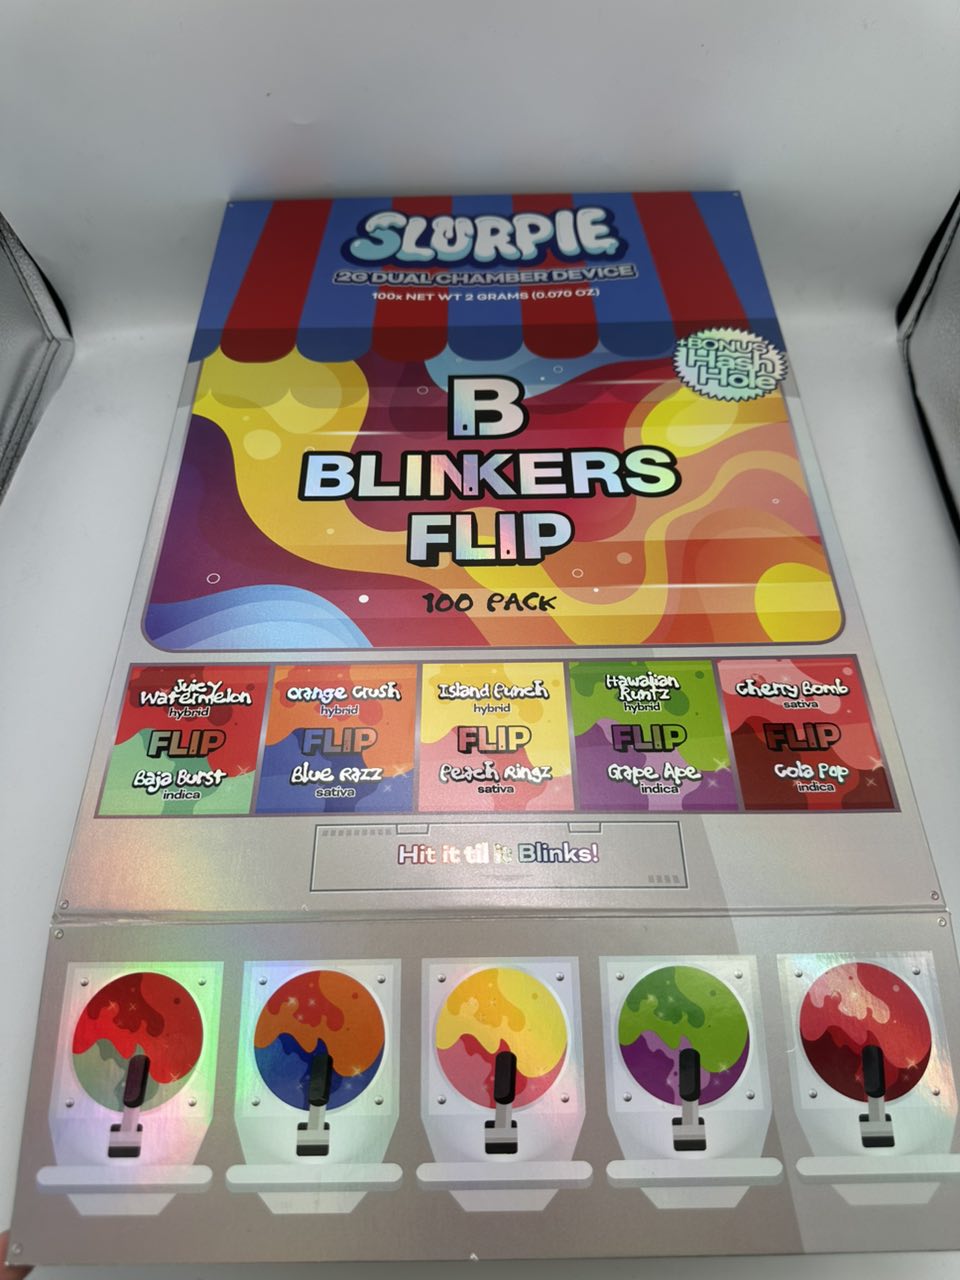 SLURPIE
2G DUAL CHAMBER DEVICE
100x NET WT 2 GRAMS (0.070 OZ)
+BONUS
Hash
Hole
B
BLINKERS
FLIP
100 PACK
Juicy
Watermelon
hybrid
FLIP
Baja Burst
indica
Orange Crush
hybrid
FLIP
Blue Razz
sativa
Island Punch
hybrid
FLIP
Peach Ringz
sativa
Hawaiian
Runtz
hybrid
FLIP
Grape Ape
indica
Cherry Bomb
sativa
FLIP
Cola Pop
indica
Hit it til it Blinks!